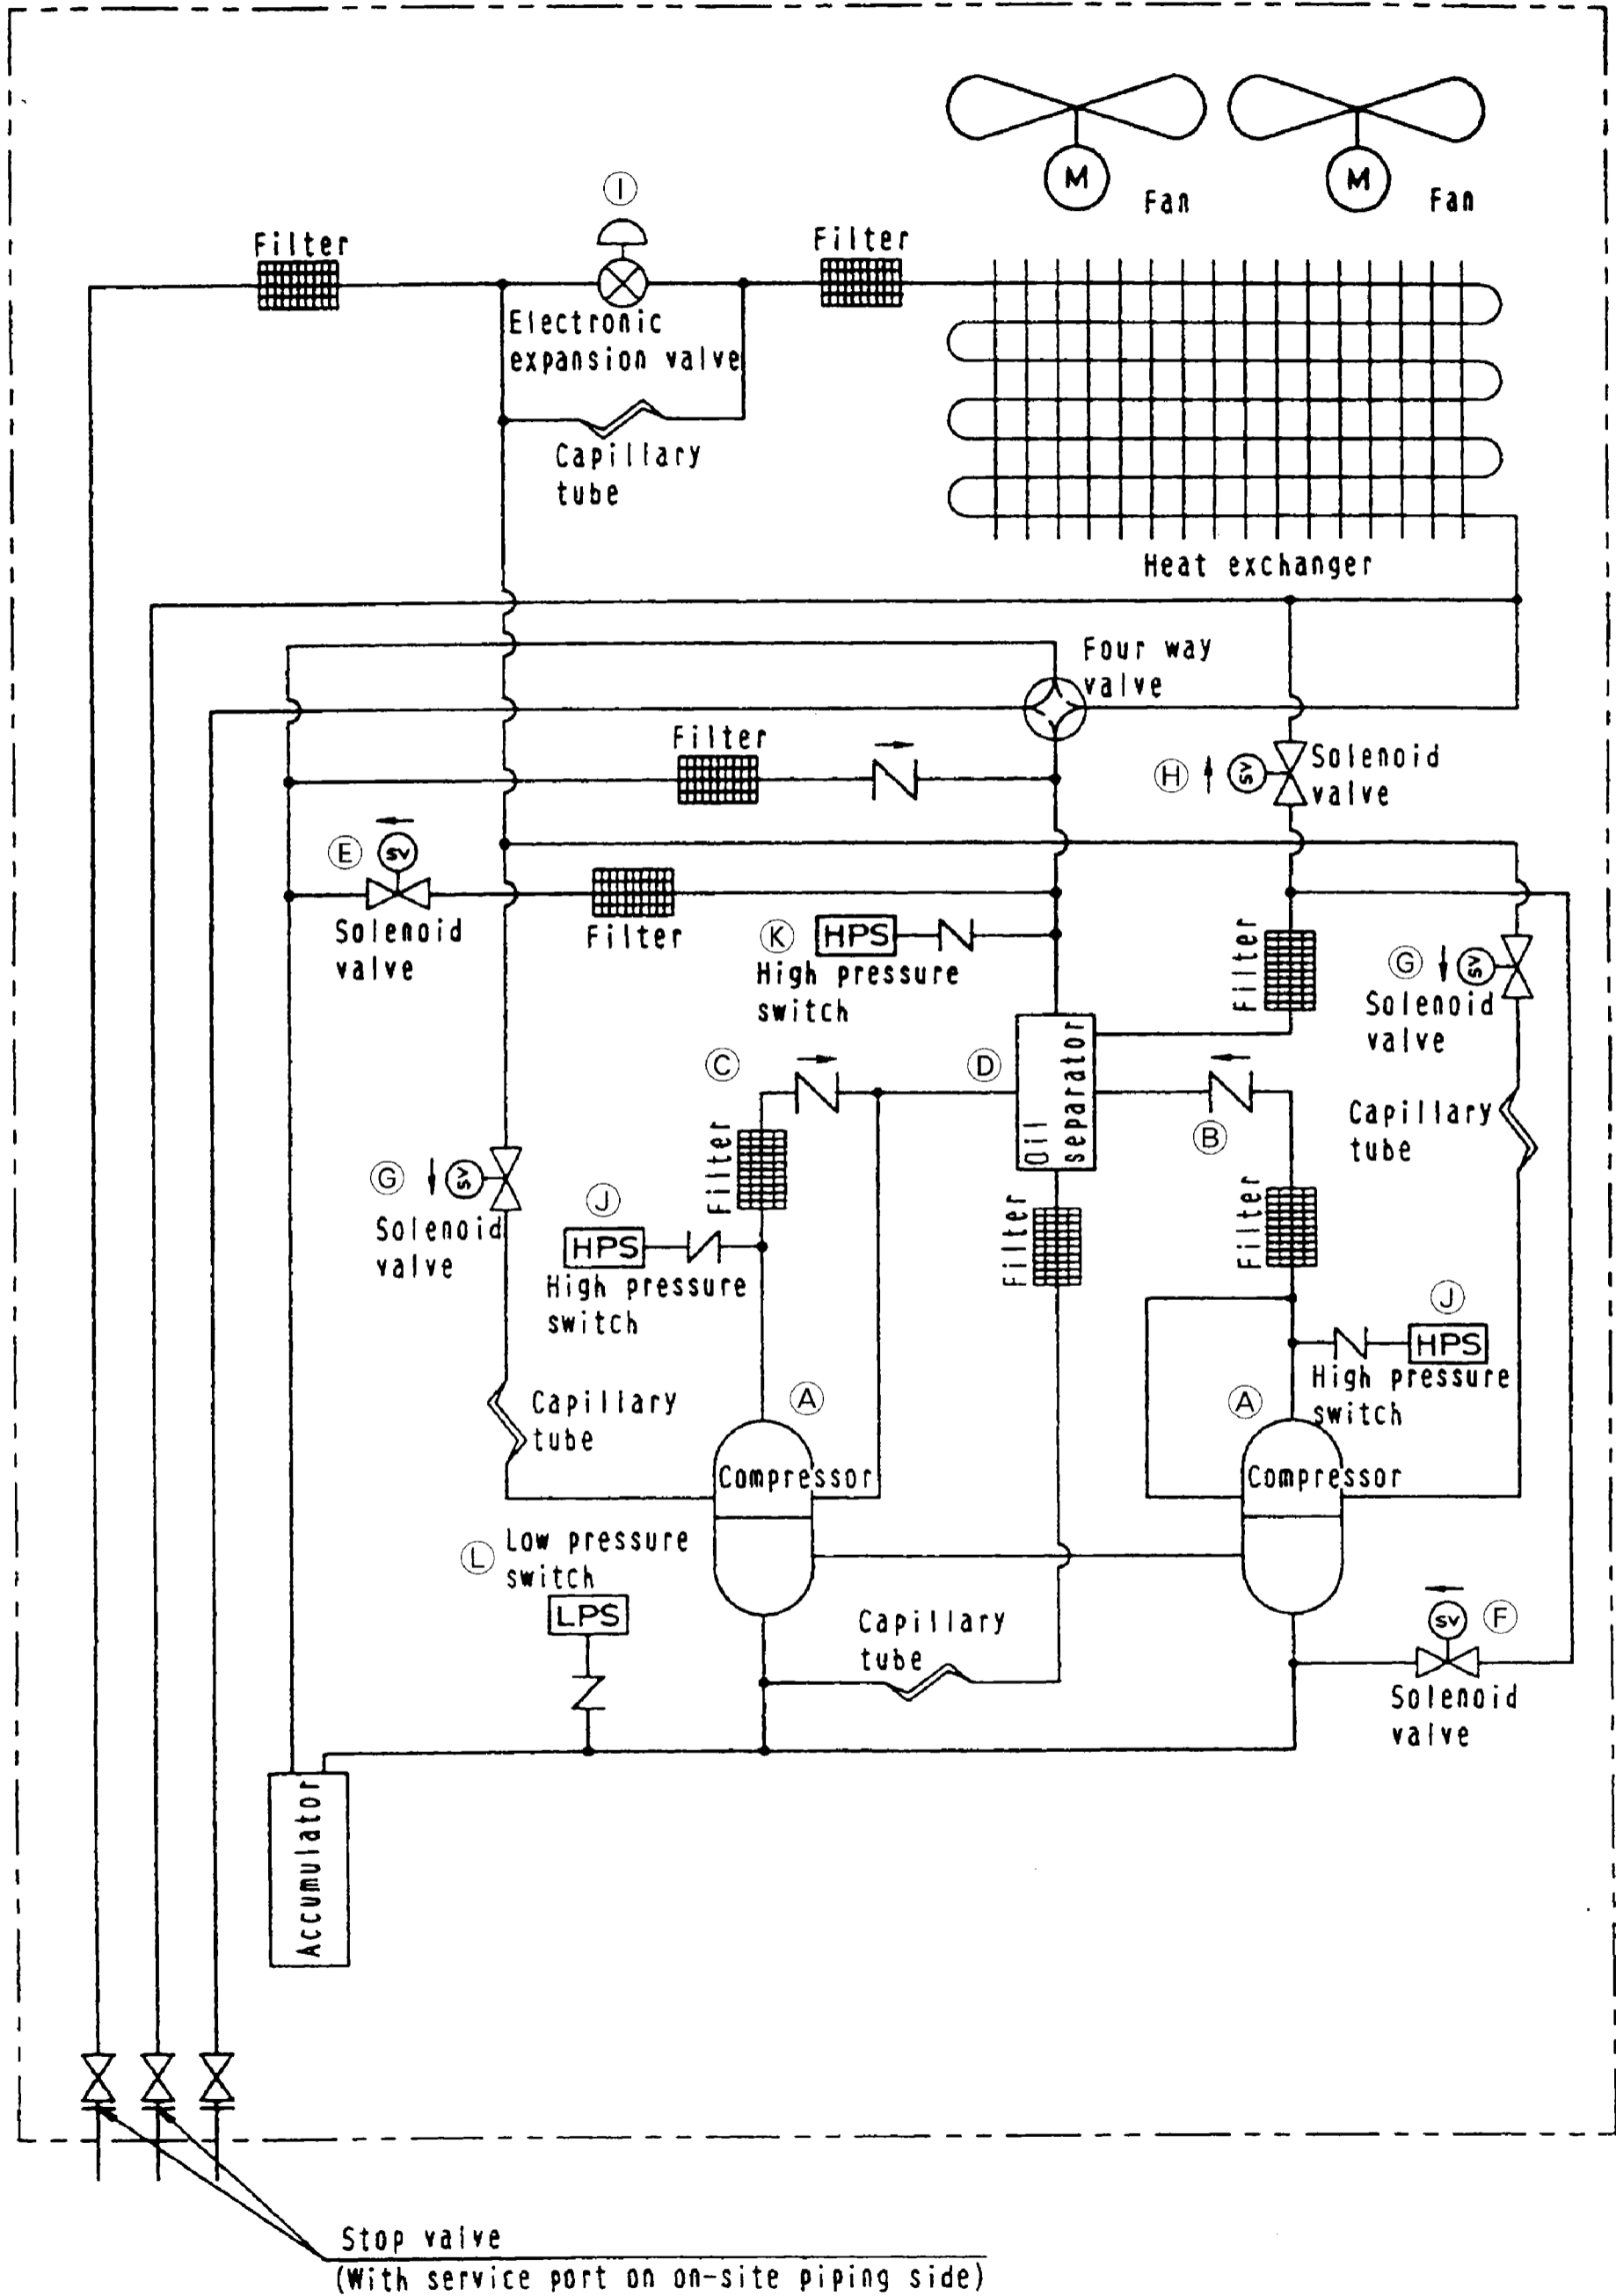 M
M
Fan
Fan
I
Filter
Filter
Electronic
expansion valve
Capillary
tube
Heat exchanger
Four way
valve
Filter
H
SV
Solenoid
valve
E
SV
Solenoid
valve
Filter
K
HPS
High pressure
switch
Filter
G
SV
Solenoid
valve
C
D
Oil
separator
B
Capillary
tube
Filter
G
SV
Solenoid
valve
J
HPS
High pressure
switch
Filter
Filter
J
HPS
High pressure
switch
Capillary
tube
A
Compressor
A
Compressor
L
Low pressure
switch
LPS
Capillary
tube
SV
F
Solenoid
valve
Accumulator
Stop valve
(With service port on on-site piping side)